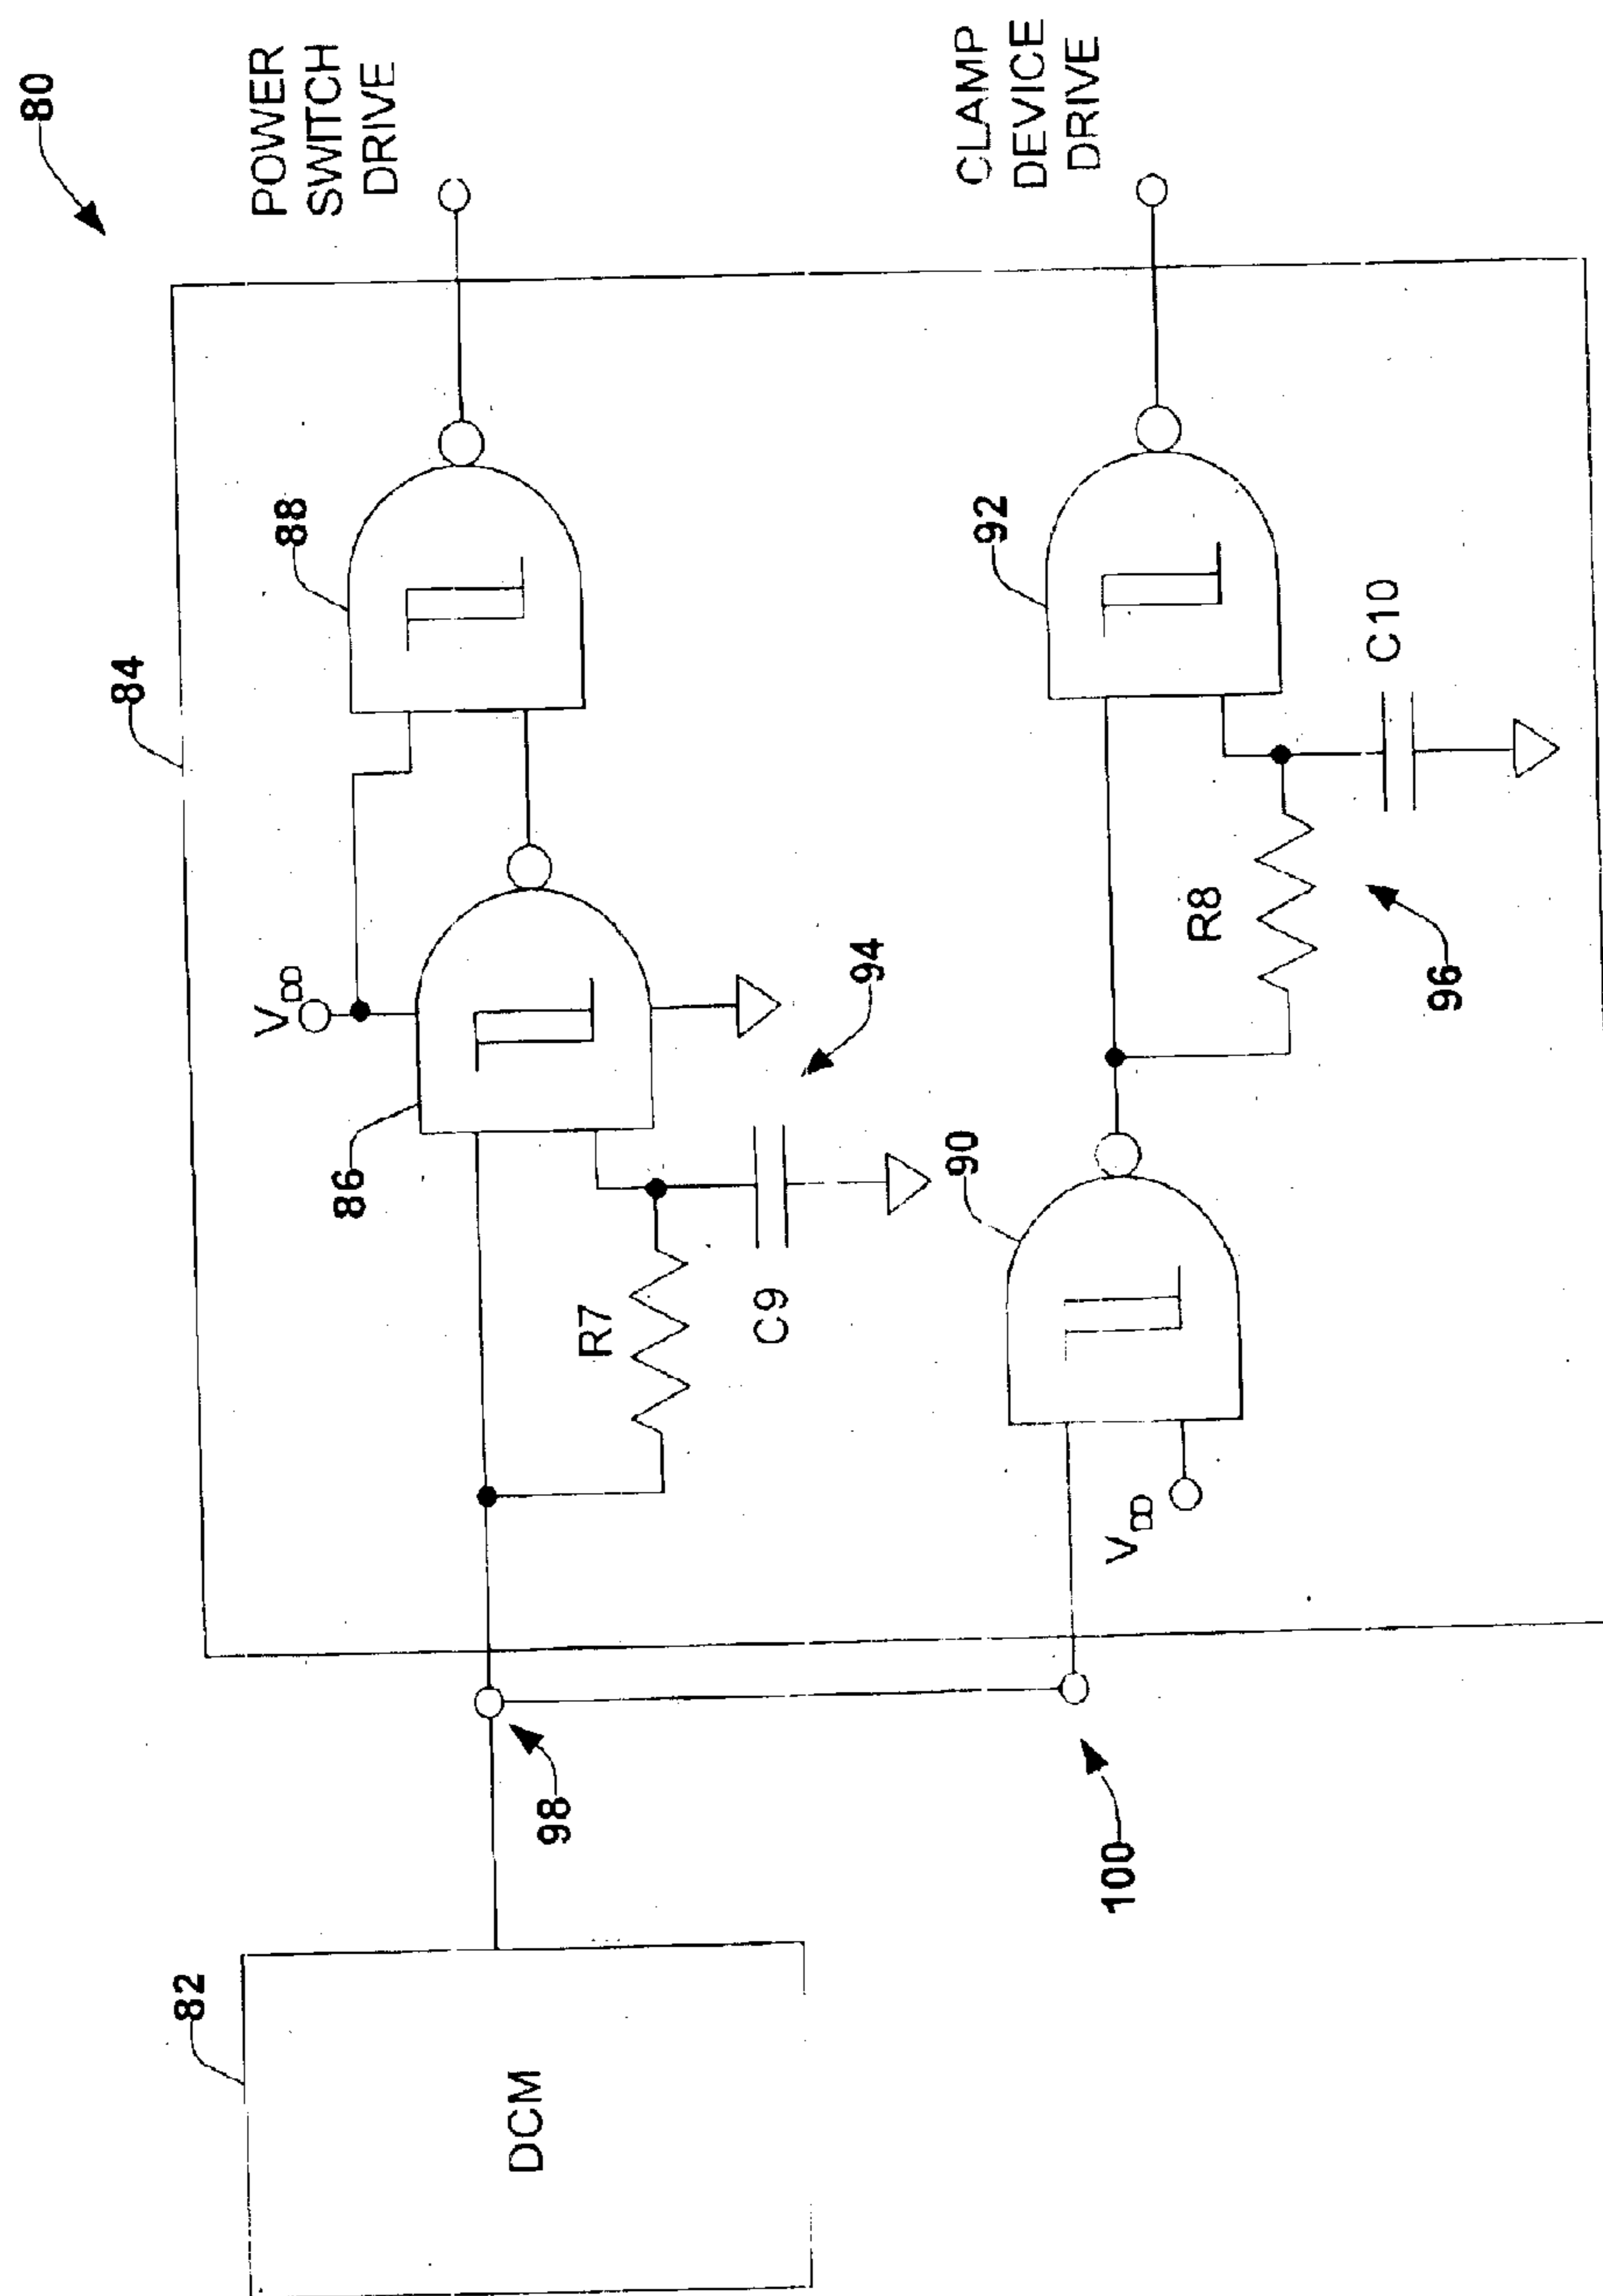 80
POWER
SWITCH
DRIVE
CLAMP
DEVICE
DRIVE
84
88
92
VDD
86
94
C10
R8
96
R7
C9
90
VDD
98
100
82
DCM